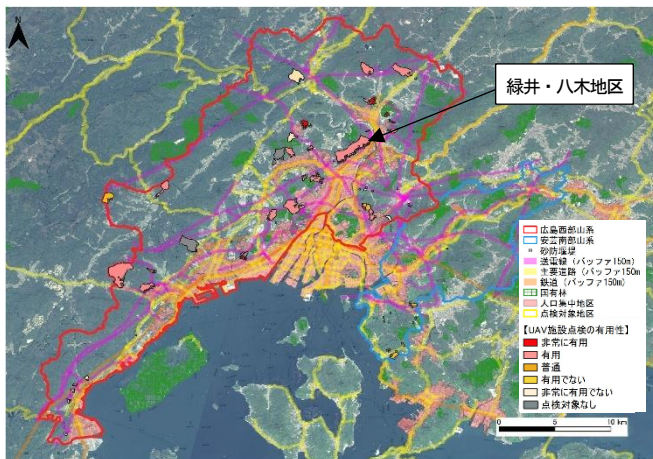 N
緑井・八木地区
広島西部山系
安芸南部山系
砂防堰堤
送電線（バッファ150m）
主要道路（バッファ150m
鉄道（バッファ150m）
国有林
人口集中地区
点検対象地区
【UAV施設点検の有用性】
非常に有用
有用
普通
有用でない
非常に有用でない
点検対象なし
0 5 10 km